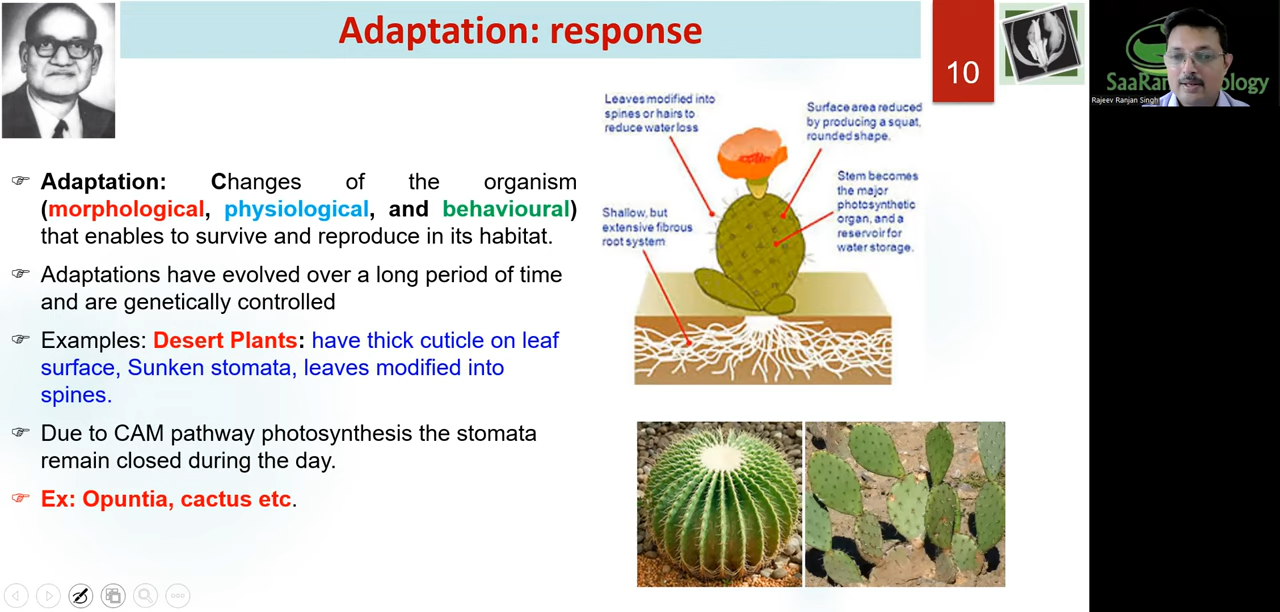 Adaptation: response
10
SaaRan
ology
Rajeev Ranjan Singh
Adaptation: Changes of the organism
(morphological, physiological, and behavioural)
that enables to survive and reproduce in its habitat.
Adaptations have evolved over a long period of time
and are genetically controlled
Examples: Desert Plants: have thick cuticle on leaf
surface, Sunken stomata, leaves modified into
spines.
Due to CAM pathway photosynthesis the stomata
remain closed during the day.
Ex: Opuntia, cactus etc.
Leaves modified into
spines or hairs to
reduce water loss
Surface area reduced
by producing a squat,
rounded shape.
Stem becomes
the major
photosynthetic
organ, and a
reservoir for
water storage.
Shallow, but
extensive fibrous
root system